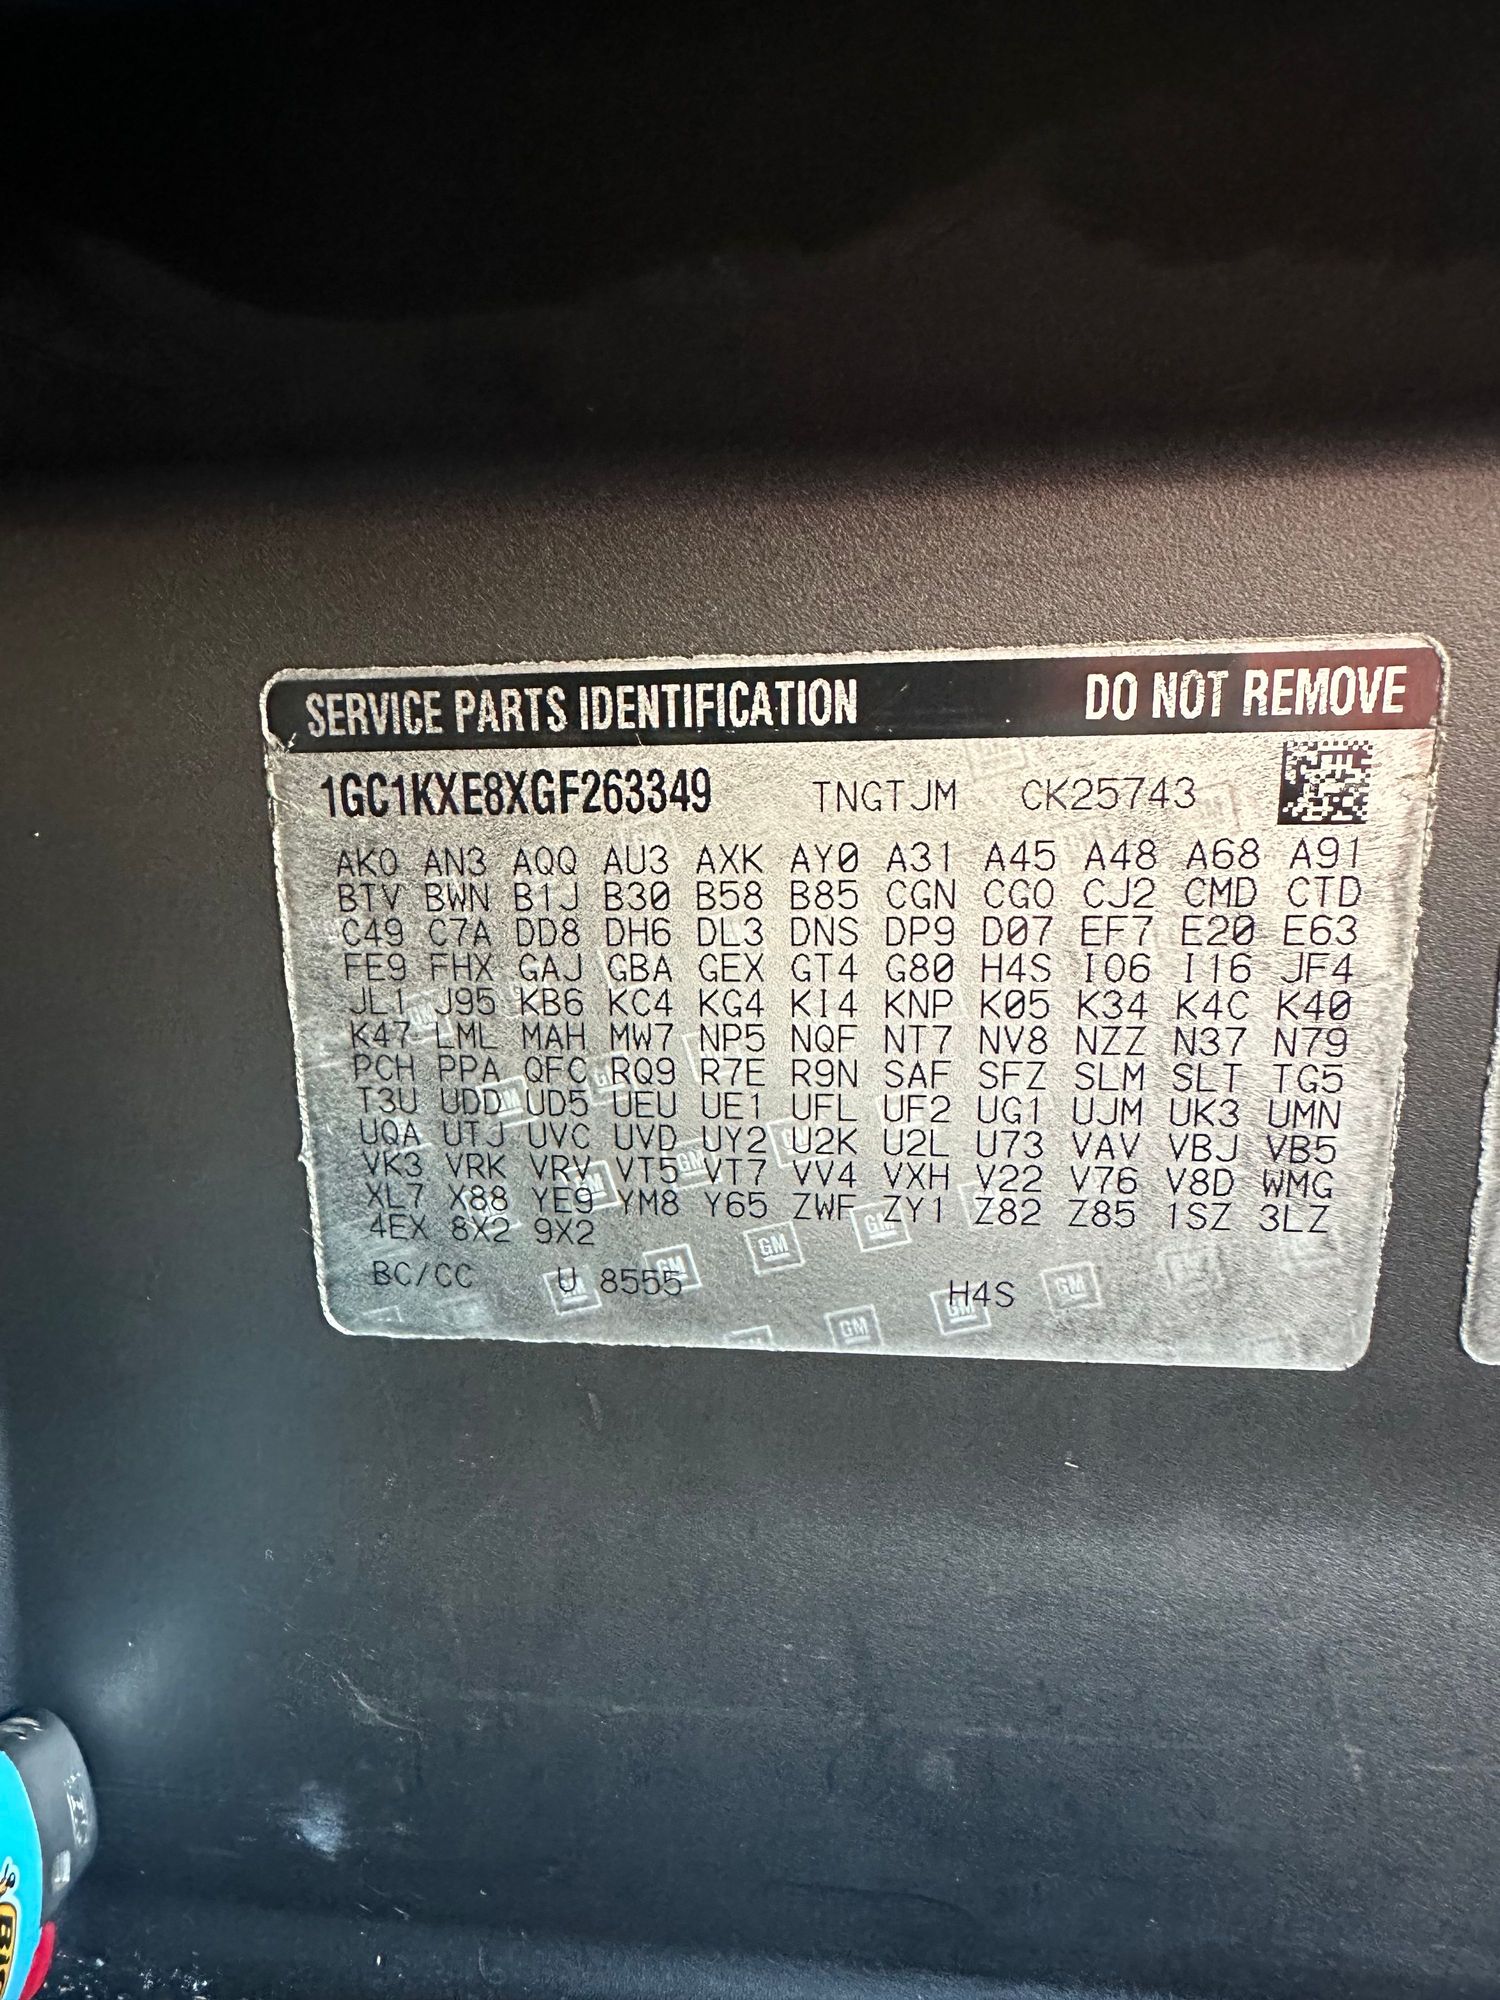 SERVICE PARTS IDENTIFICATION DO NOT REMOVE
1GC1KXE8XGF263349 TNGTJM CK25743
AK0 AN3 AQQ AU3 AXK AY0 A31 A45 A48 A68 A91
BTV BWN B1J B30 B58 B85 CGN CGO CJ2 CMD CTD
C49 C7A DD8 DH6 DL3 DNS DP9 D07 EF7 E20 E63
FE9 FHX GAJ GBA GEX GT4 G80 H4S I06 I16 JF4
JL1 J95 KB6 KC4 KG4 KI4 KNP K05 K34 K4C K40
K47 LML MAH MW7 NP5 NQF NT7 NV8 NZZ N37 N79
PCH PPA QFC RQ9 R7E R9N SAF SFZ SLM SLT TG5
T3U UDD UD5 UEU UE1 UFL UF2 UG1 UJM UK3 UMN
UQA UTJ UVC UVD UY2 U2K U2L U73 VAV VBJ VB5
VK3 VRK VRV VT5 VT7 VV4 VXH V22 V76 V8D WMG
XL7 X88 YE9 YM8 Y65 ZWF ZY1 Z82 Z85 1SZ 3LZ
4EX 8X2 9X2
BC/CC U 8555 H4S
GM GM GM